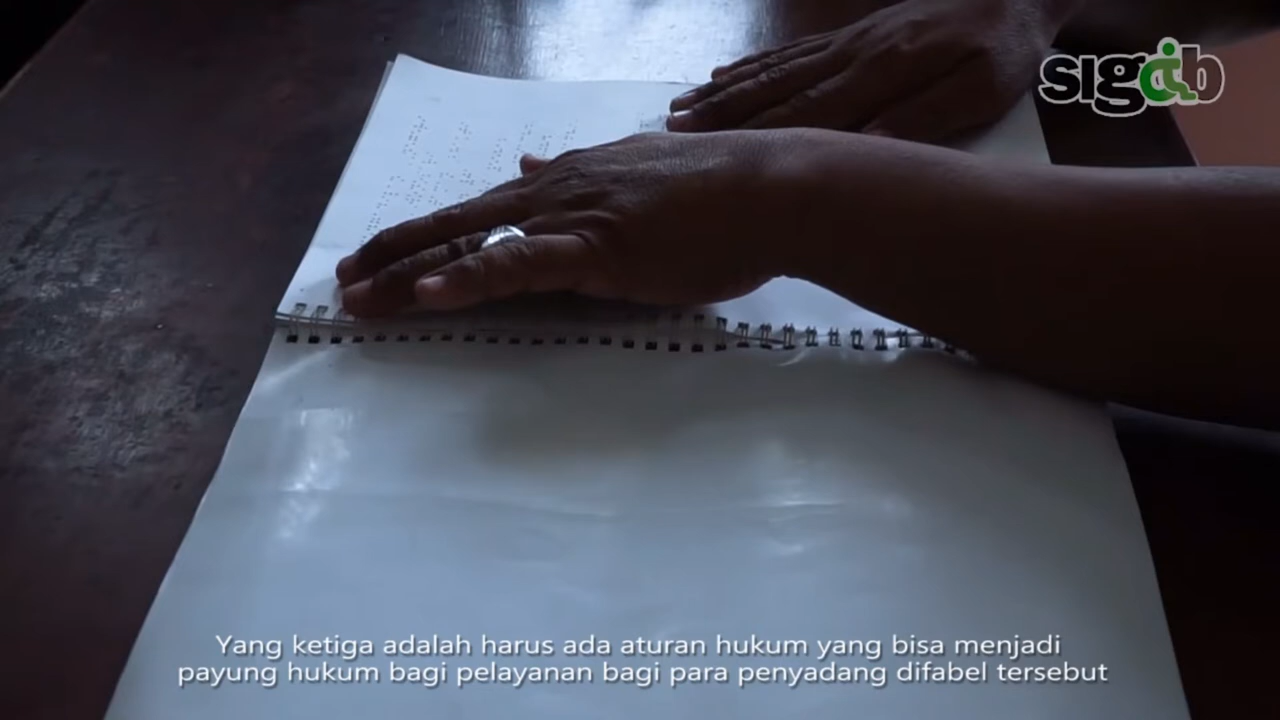 sigab
Yang ketiga adalah harus ada aturan hukum yang bisa menjadi
payung hukum bagi pelayanan bagi para penyadang difabel tersebut